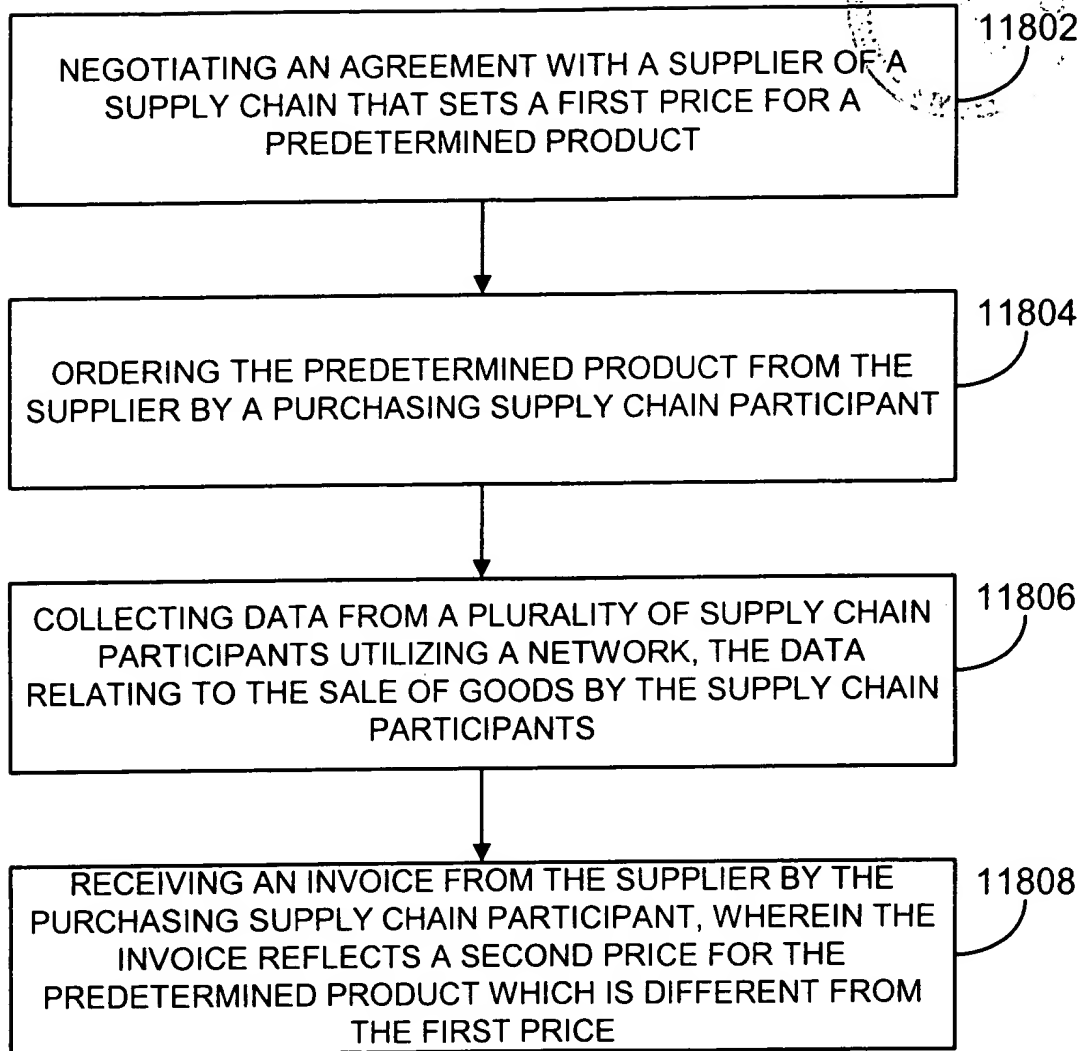 11802
NEGOTIATING AN AGREEMENT WITH A SUPPLIER OF A
SUPPLY CHAIN THAT SETS A FIRST PRICE FOR A
PREDETERMINED PRODUCT
11804
ORDERING THE PREDETERMINED PRODUCT FROM THE
SUPPLIER BY A PURCHASING SUPPLY CHAIN PARTICIPANT
11806
COLLECTING DATA FROM A PLURALITY OF SUPPLY CHAIN
PARTICIPANTS UTILIZING A NETWORK, THE DATA
RELATING TO THE SALE OF GOODS BY THE SUPPLY CHAIN
PARTICIPANTS
11808
RECEIVING AN INVOICE FROM THE SUPPLIER BY THE
PURCHASING SUPPLY CHAIN PARTICIPANT, WHEREIN THE
INVOICE REFLECTS A SECOND PRICE FOR THE
PREDETERMINED PRODUCT WHICH IS DIFFERENT FROM
THE FIRST PRICE